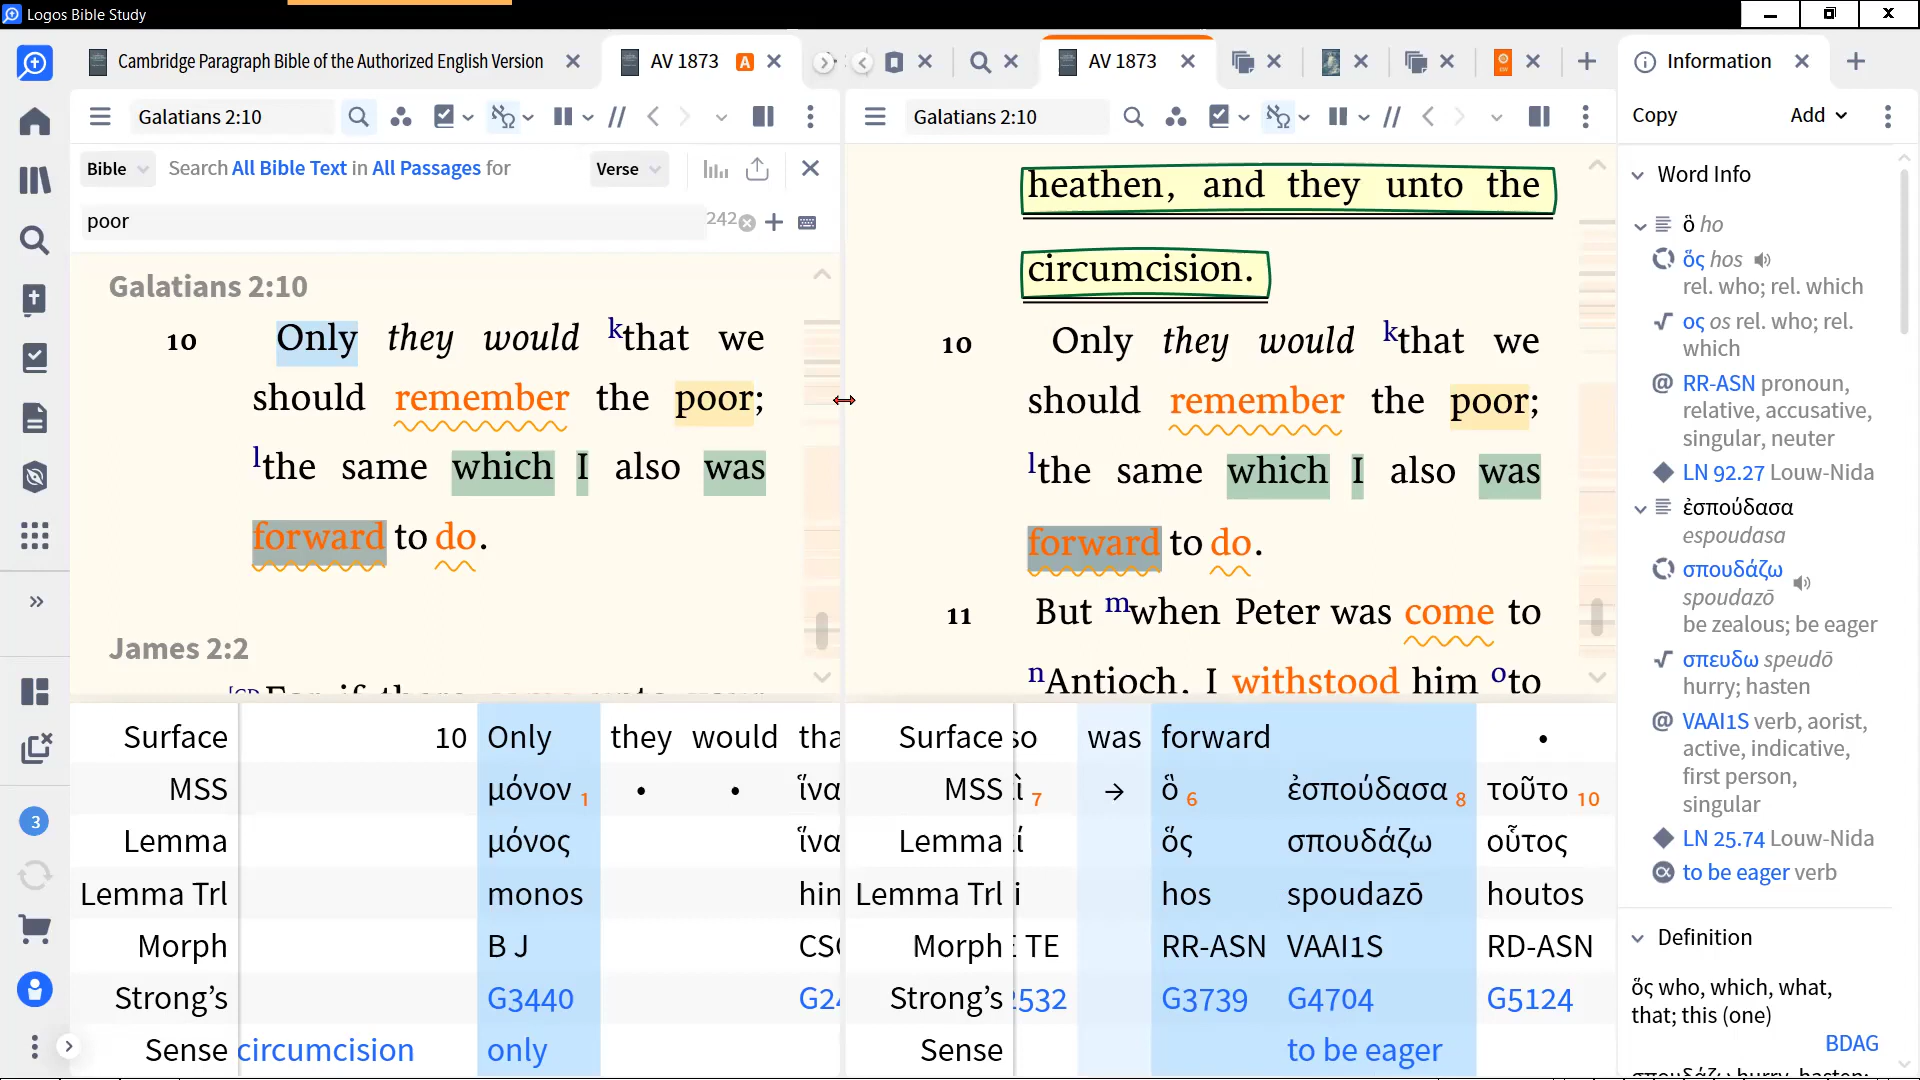 Logos Bible Study
Cambridge Paragraph Bible of the Authorized English Version
AV 1873 A
AV 1873
Information
Galatians 2:10
Galatians 2:10
Copy
Add
Bible
Search All Bible Text in All Passages for
Verse
poor
242
Galatians 2:10
10 Only they would kthat we
should remember the poor;
lthe same which I also was
forward to do.
James 2:2
heathen, and they unto the
circumcision.
10 Only they would kthat we
should remember the poor;
lthe same which I also was
forward to do.
11 But mwhen Peter was come to
nAntioch, I withstood him oto
Surface 10 Only they would tha
MSS μόνον 1 • • ἵνα
Lemma μόνος ἵνα
Lemma Trl monos hin
Morph B J CSC
Strong's G3440 G24
Sense circumcision only
Surface so was forward •
MSS ὶ 7 → ὃ 6 ἐσπούδασα 8 τοῦτο 10
Lemma ί ὅς σπουδάζω οὗτος
Lemma Trl i hos spoudazō houtos
Morph E TE RR-ASN VAAI1S RD-ASN
Strong's 2532 G3739 G4704 G5124
Sense to be eager
3
Word Info
ὃ ho
ὅς hos
rel. who; rel. which
ος os rel. who; rel.
which
RR-ASN pronoun,
relative, accusative,
singular, neuter
LN 92.27 Louw-Nida
ἐσπούδασα
espoudasa
σπουδάζω
spoudazō
be zealous; be eager
σπευδω speudō
hurry; hasten
VAAI1S verb, aorist,
active, indicative,
first person,
singular
LN 25.74 Louw-Nida
to be eager verb
Definition
ὅς who, which, what,
that; this (one)
BDAG